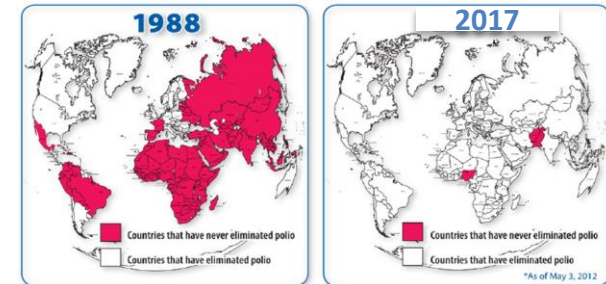 1988
Countries that have never eliminated polio
Countries that have eliminated polio
2017
Countries that have never eliminated polio
Countries that have eliminated polio
*As of May 3, 2012